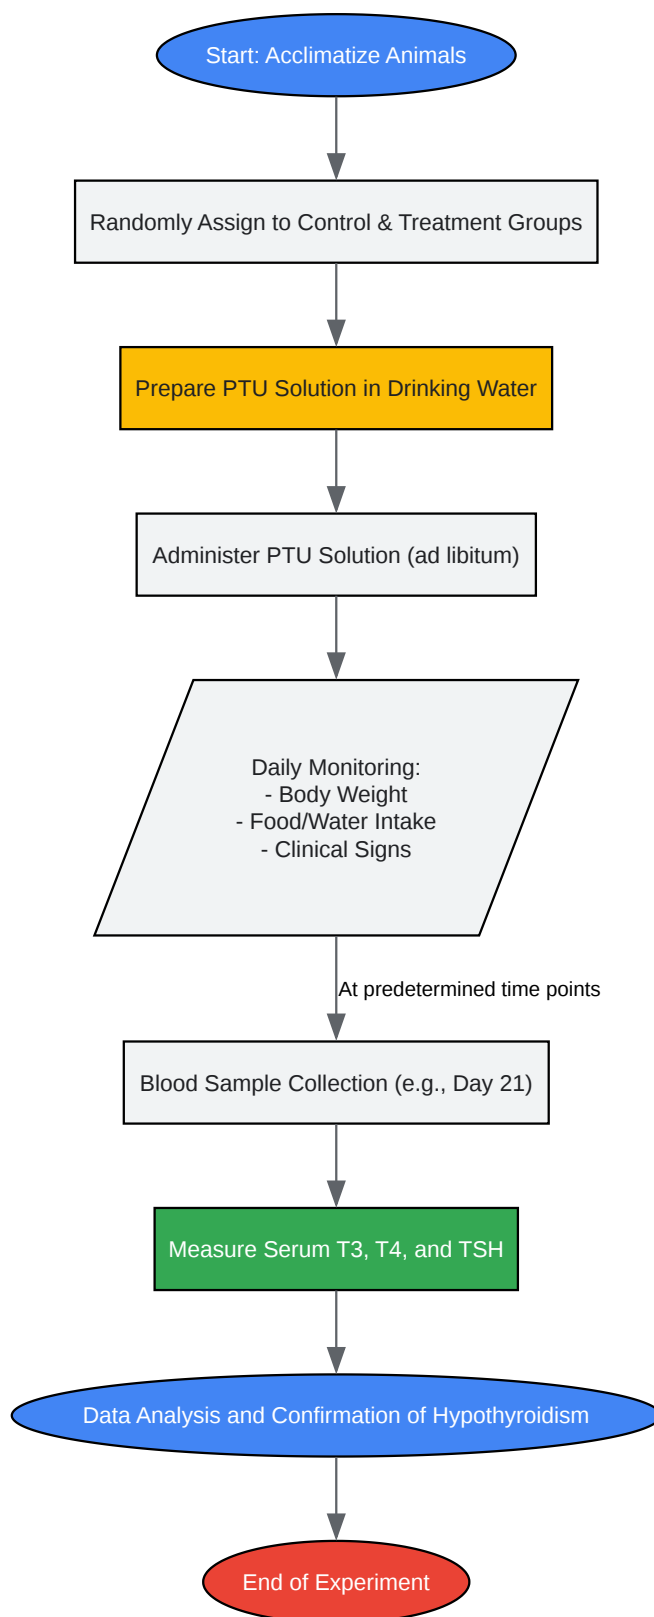 Start: Acclimatize Animals
Randomly Assign to Control & Treatment Groups
Prepare PTU Solution in Drinking Water
Administer PTU Solution (ad libitum)
Daily Monitoring:
- Body Weight
- Food/Water Intake
- Clinical Signs
At predetermined time points
Blood Sample Collection (e.g., Day 21)
Measure Serum T3, T4, and TSH
Data Analysis and Confirmation of Hypothyroidism
End of Experiment